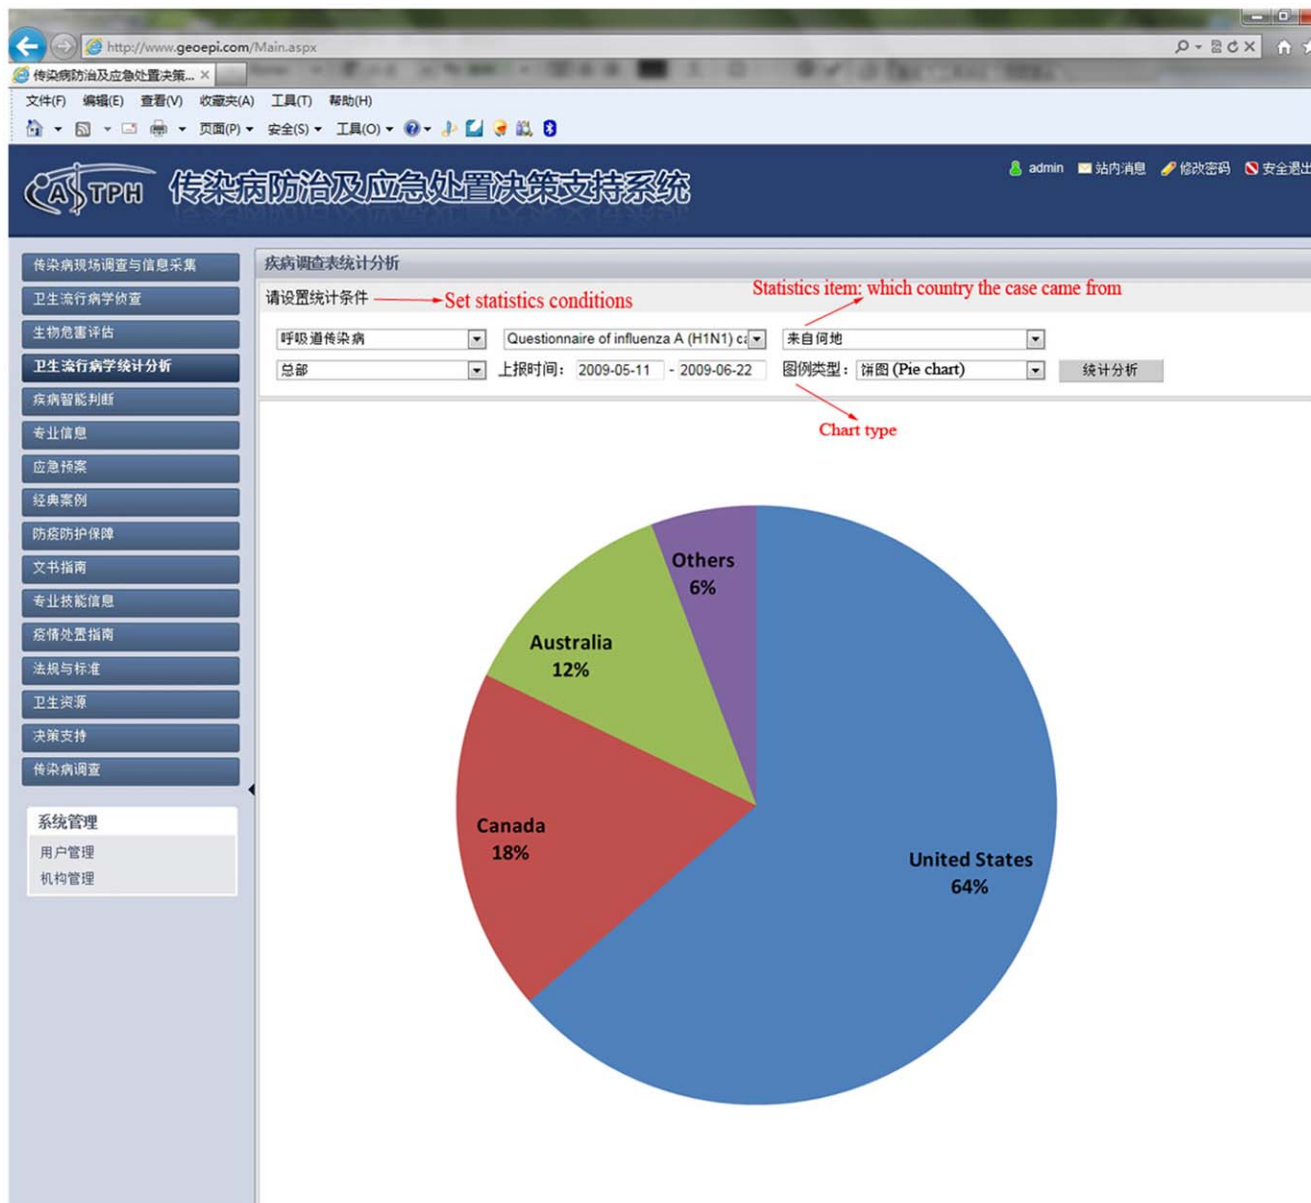 http://www.geoepi.com/Main.aspx
传染病防治及应急处置决策... ×
文件(F) 编辑(E) 查看(V) 收藏夹(A) 工具(T) 帮助(H)
页面(P) 安全(S) 工具(O)
CASTPH 传染病防治及应急处置决策支持系统
admin 站内消息 修改密码 安全退出
传染病现场调查与信息采集
卫生流行病学侦查
生物危害评估
卫生流行病学统计分析
疾病智能判断
专业信息
应急预案
经典案例
防疫防护保障
文书指南
专业技能信息
疫情处置指南
法规与标准
卫生资源
决策支持
传染病调查
系统管理
用户管理
机构管理
疾病调查表统计分析
请设置统计条件 Set statistics conditions
Statistics item: which country the case came from
呼吸道传染病 Questionnaire of influenza A (H1N1) ca 来自何地
总部 上报时间: 2009-05-11 - 2009-06-22 图例类型: 饼图 (Pie chart) 统计分析
Chart type
Others
6%
Australia
12%
Canada
18%
United States
64%